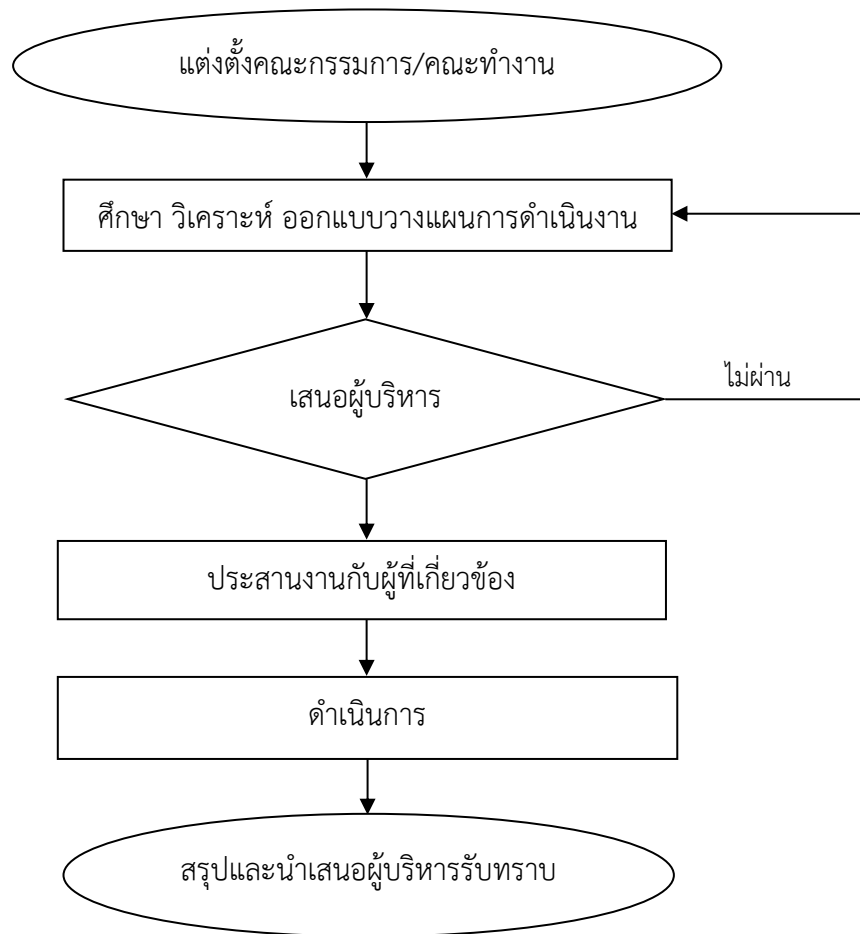 แต่งตั้งคณะกรรมการ/คณะทำงาน
ศึกษา วิเคราะห์ ออกแบบวางแผนการดำเนินงาน
ไม่ผ่าน
เสนอผู้บริหาร
ประสานงานกับผู้ที่เกี่ยวข้อง
ดำเนินการ
สรุปและนำเสนอผู้บริหารรับทราบ